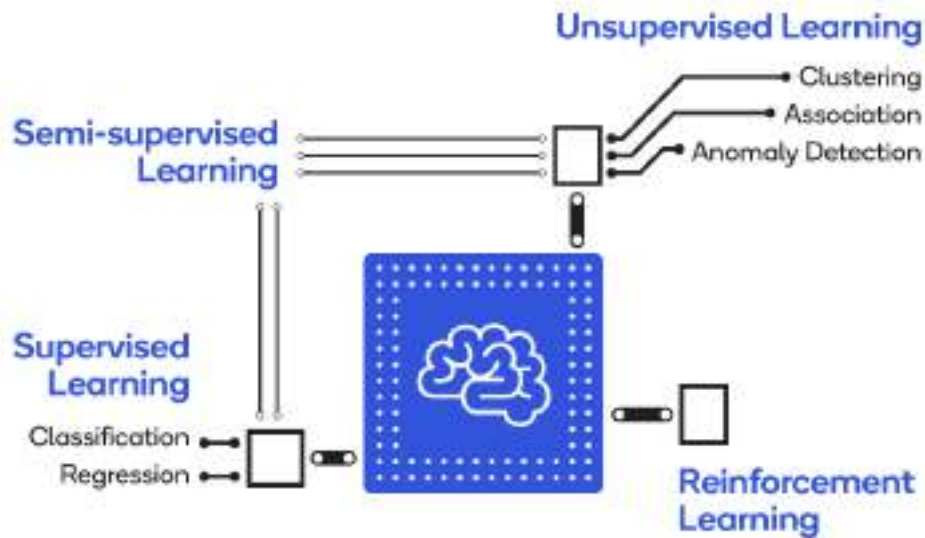 Unsupervised Learning
Clustering
Association
Anomaly Detection
Semi-supervised
Learning
Supervised
Learning
Classification
Regression
Reinforcement
Learning